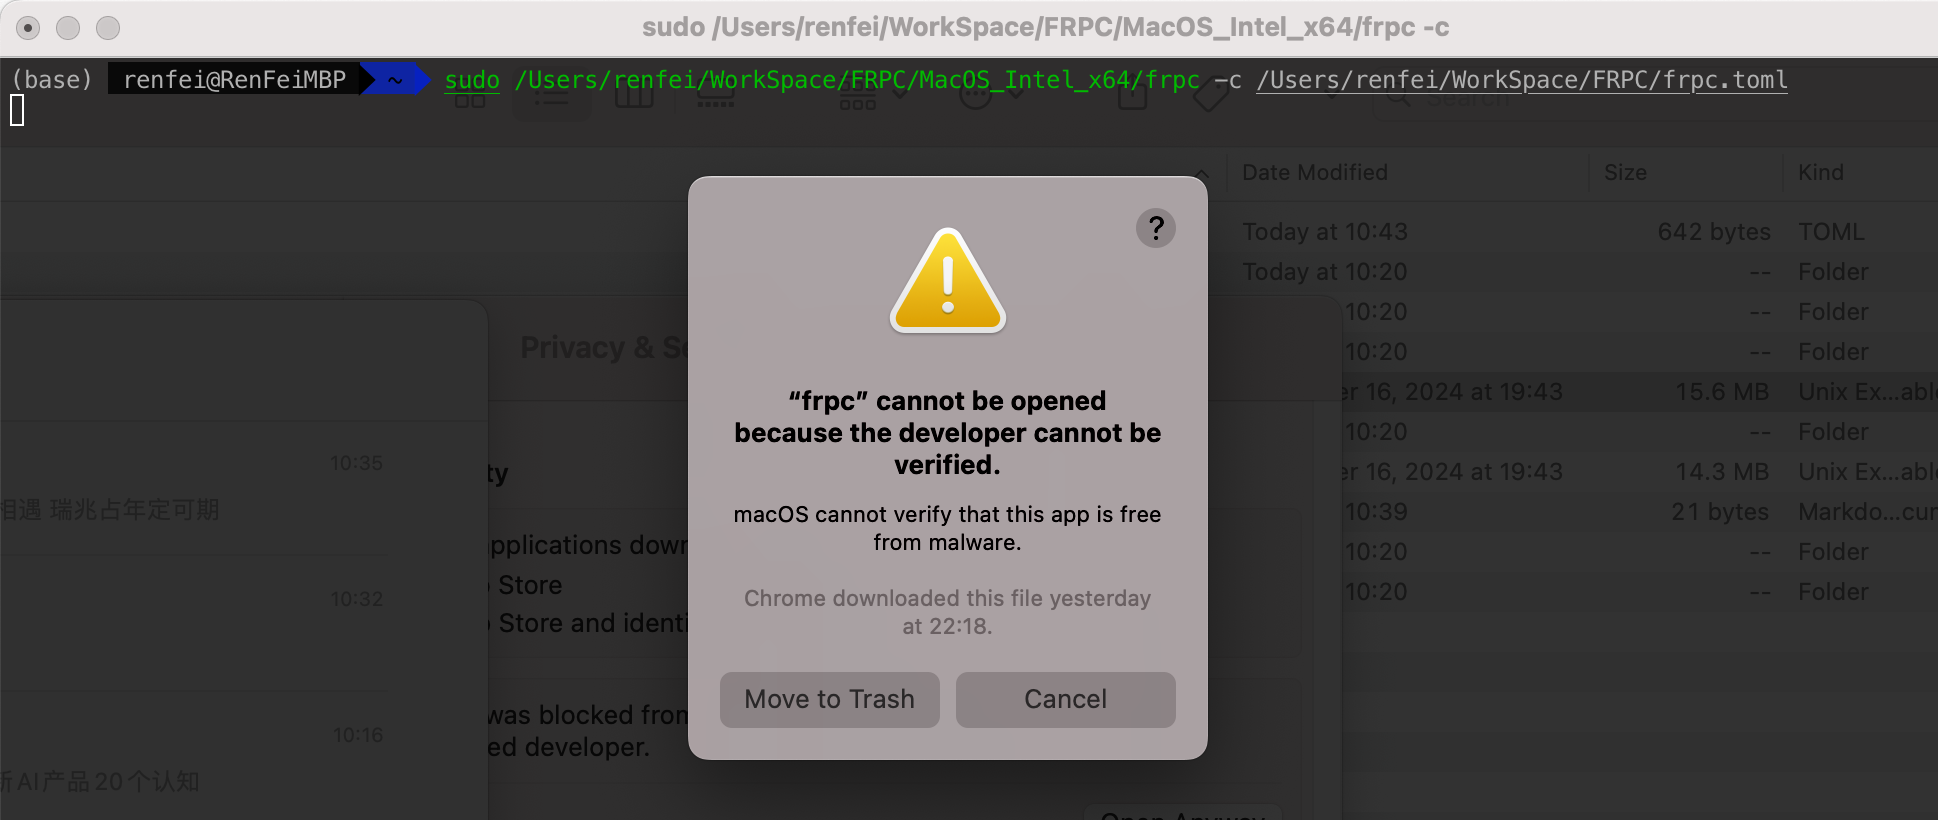 sudo /Users/renfei/WorkSpace/FRPC/MacOS_Intel_x64/frpc -c
(base) renfei@RenFeiMBP ~ sudo /Users/renfei/WorkSpace/FRPC/MacOS_Intel_x64/frpc -c /Users/renfei/WorkSpace/FRPC/frpc.toml
Search
Date Modified Size Kind
Today at 10:43 642 bytes TOML
Today at 10:20 -- Folder
10:20 -- Folder
10:20 -- Folder
er 16, 2024 at 19:43 15.6 MB Unix Ex...able
10:20 -- Folder
er 16, 2024 at 19:43 14.3 MB Unix Ex...able
10:39 21 bytes Markdo...cur
10:20 -- Folder
10:20 -- Folder
Privacy & Se
ty
applications down
Store
Store and identi
was blocked from
ed developer.
Open Anyway
10:35
相遇 瑞兆占年定可期
10:32
10:16
新AI产品20个认知
?
“frpc” cannot be opened
because the developer cannot be
verified.
macOS cannot verify that this app is free
from malware.
Chrome downloaded this file yesterday
at 22:18.
Move to Trash
Cancel